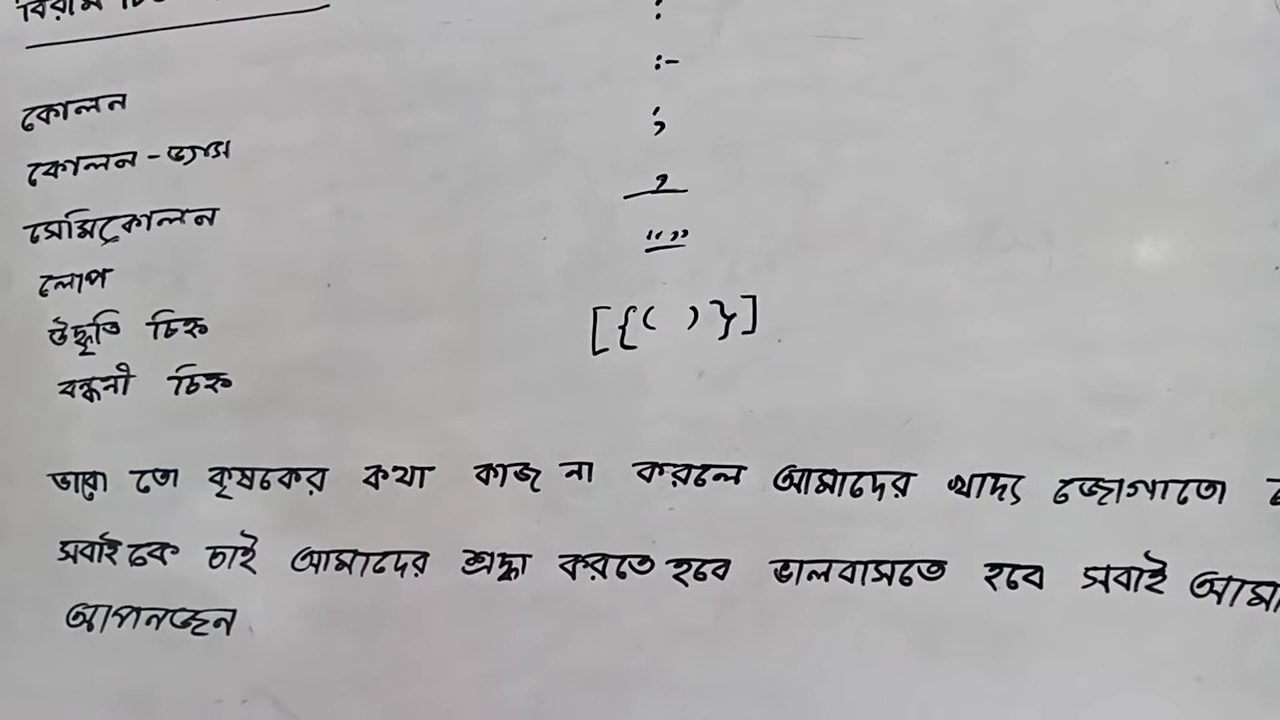 বিরাম
:
:-
কোলন
;
কোলন-ড্যাস
,
সেমিকোলন
“ ”
লোপ
[{( )}]
উদ্ধৃতি চিহ্ন
বন্ধনী চিহ্ন
ভাবো তো কৃষকের কথা কাজ না করলে আমাদের খাদ্য জোগাতো
সবাইকে চাই আমাদের শ্রদ্ধা করতে হবে ভালবাসতে হবে সবাই
আপনজন